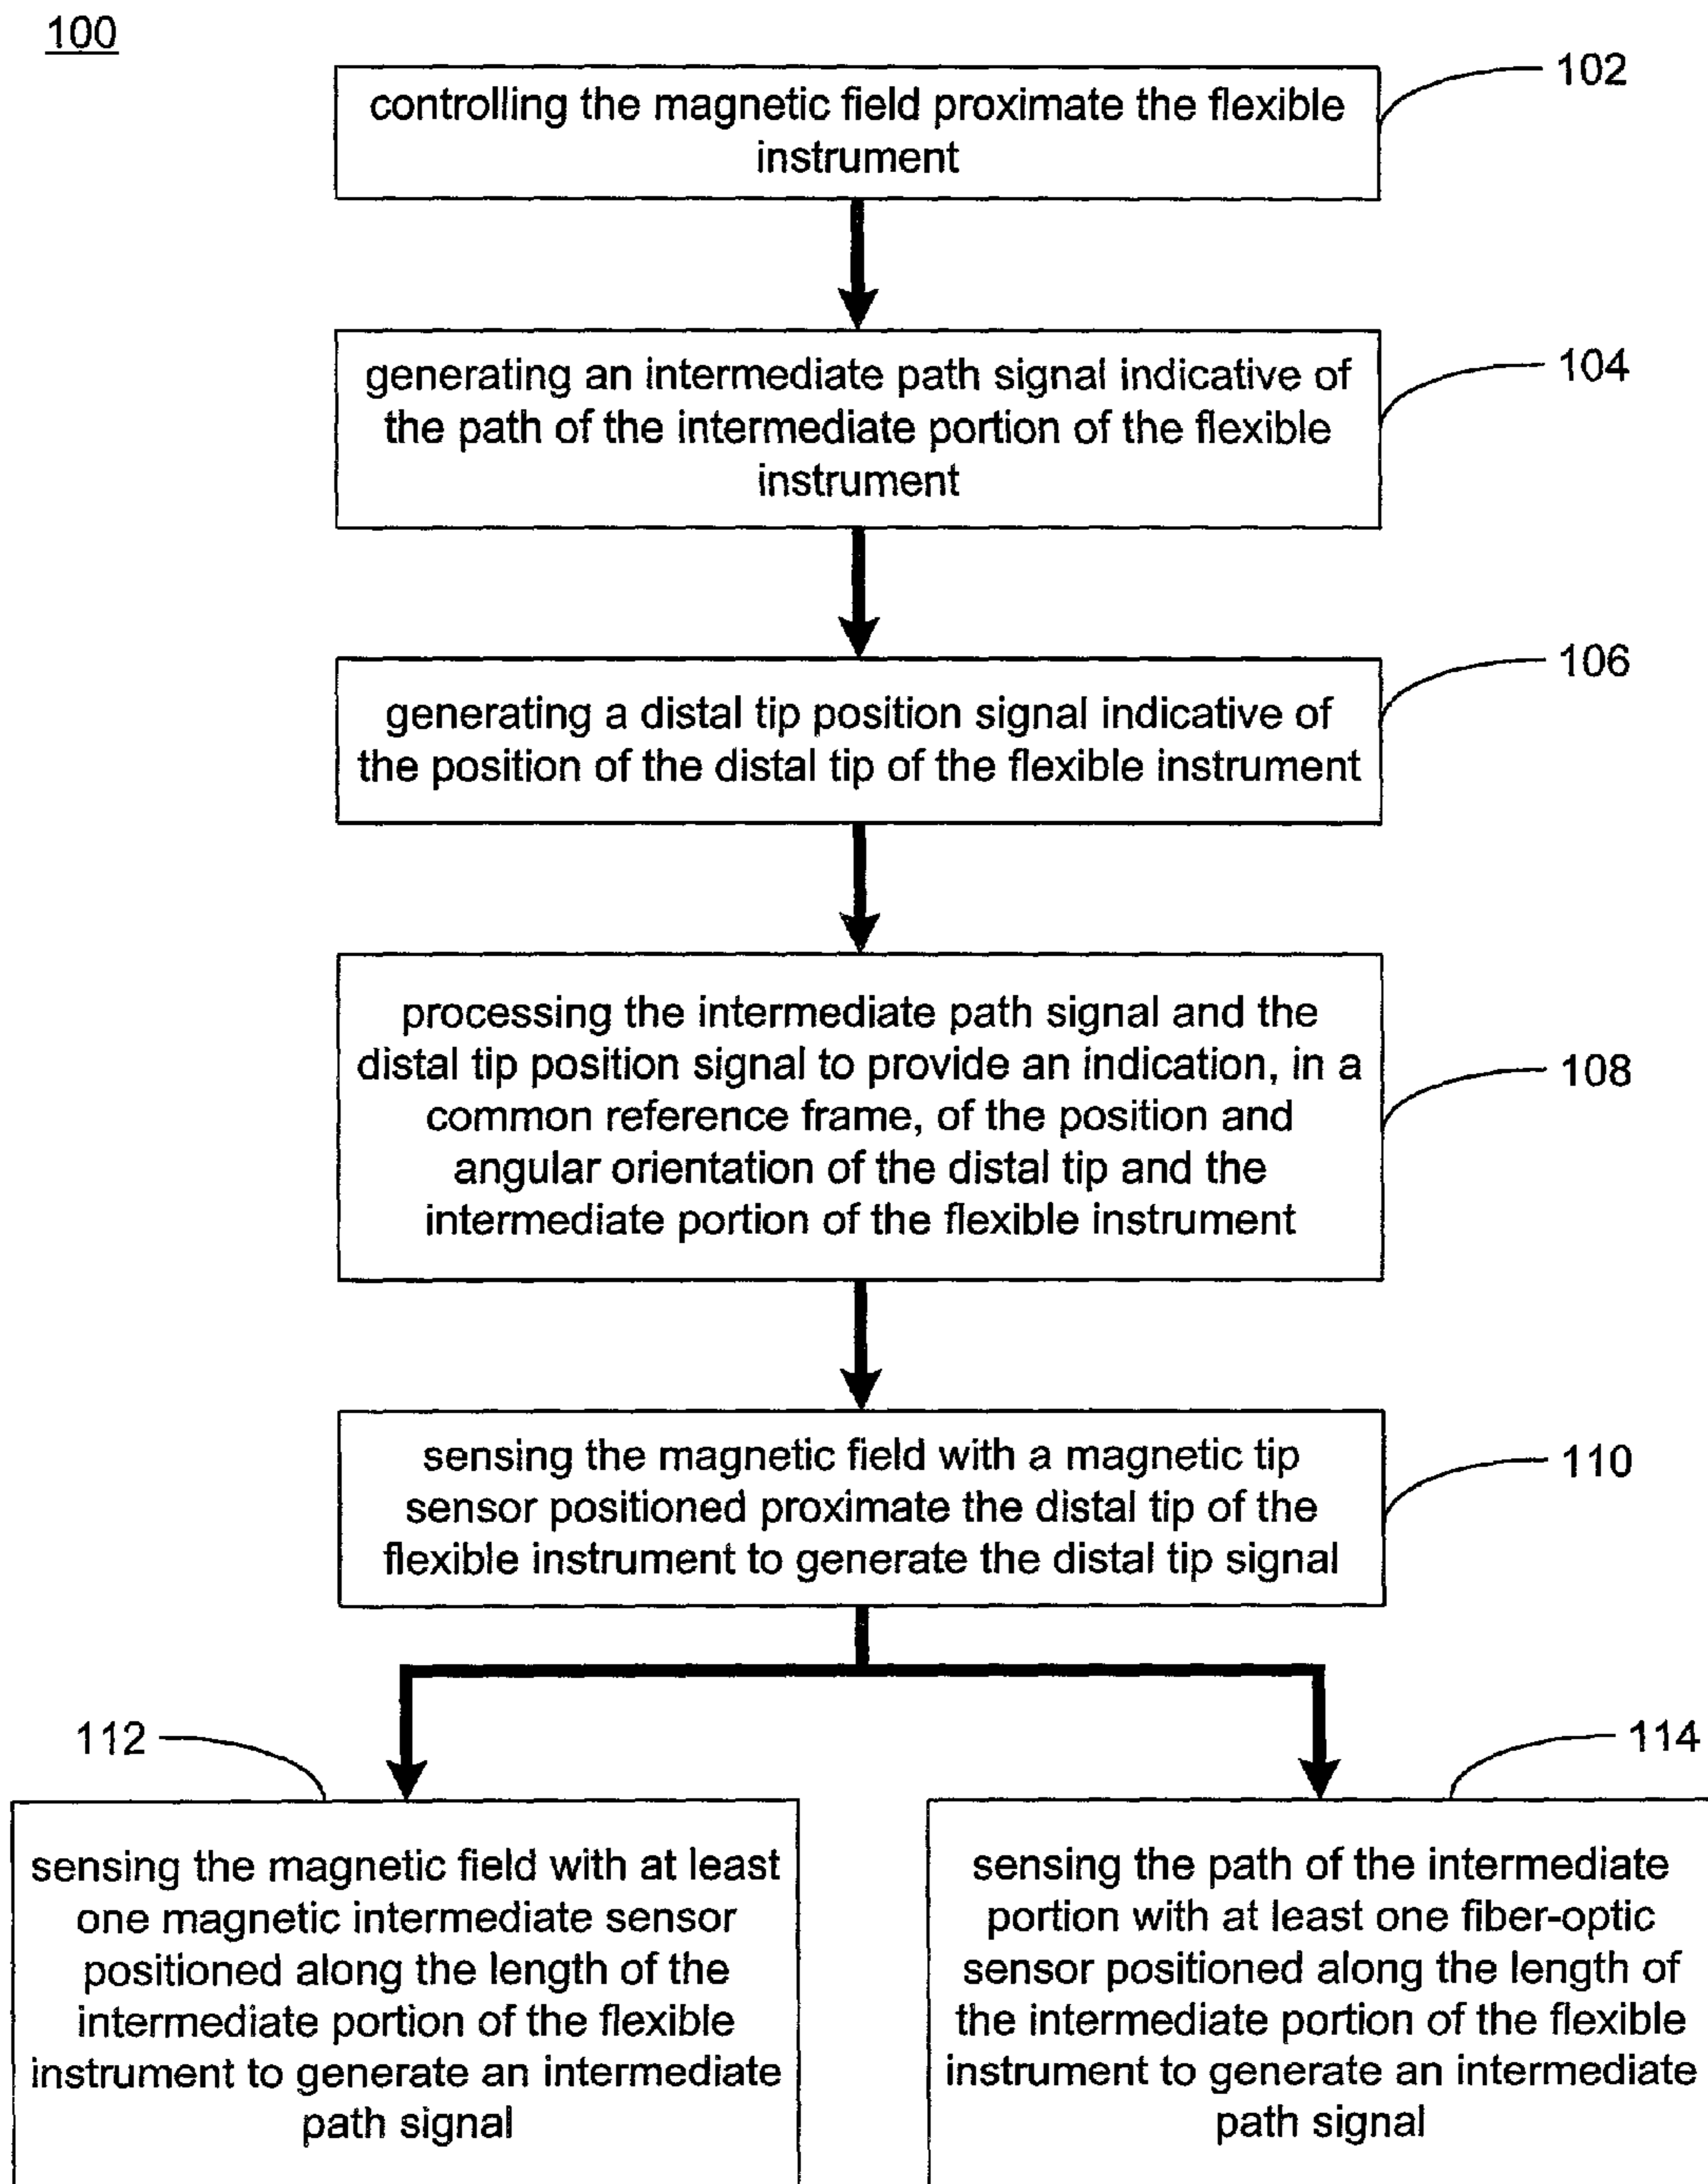 100
102
controlling the magnetic field proximate the flexible
instrument
104
generating an intermediate path signal indicative of
the path of the intermediate portion of the flexible
instrument
106
generating a distal tip position signal indicative of
the position of the distal tip of the flexible instrument
108
processing the intermediate path signal and the
distal tip position signal to provide an indication, in a
common reference frame, of the position and
angular orientation of the distal tip and the
intermediate portion of the flexible instrument
110
sensing the magnetic field with a magnetic tip
sensor positioned proximate the distal tip of the
flexible instrument to generate the distal tip signal
112
sensing the magnetic field with at least
one magnetic intermediate sensor
positioned along the length of the
intermediate portion of the flexible
instrument to generate an intermediate
path signal
114
sensing the path of the intermediate
portion with at least one fiber-optic
sensor positioned along the length of
the intermediate portion of the flexible
instrument to generate an intermediate
path signal